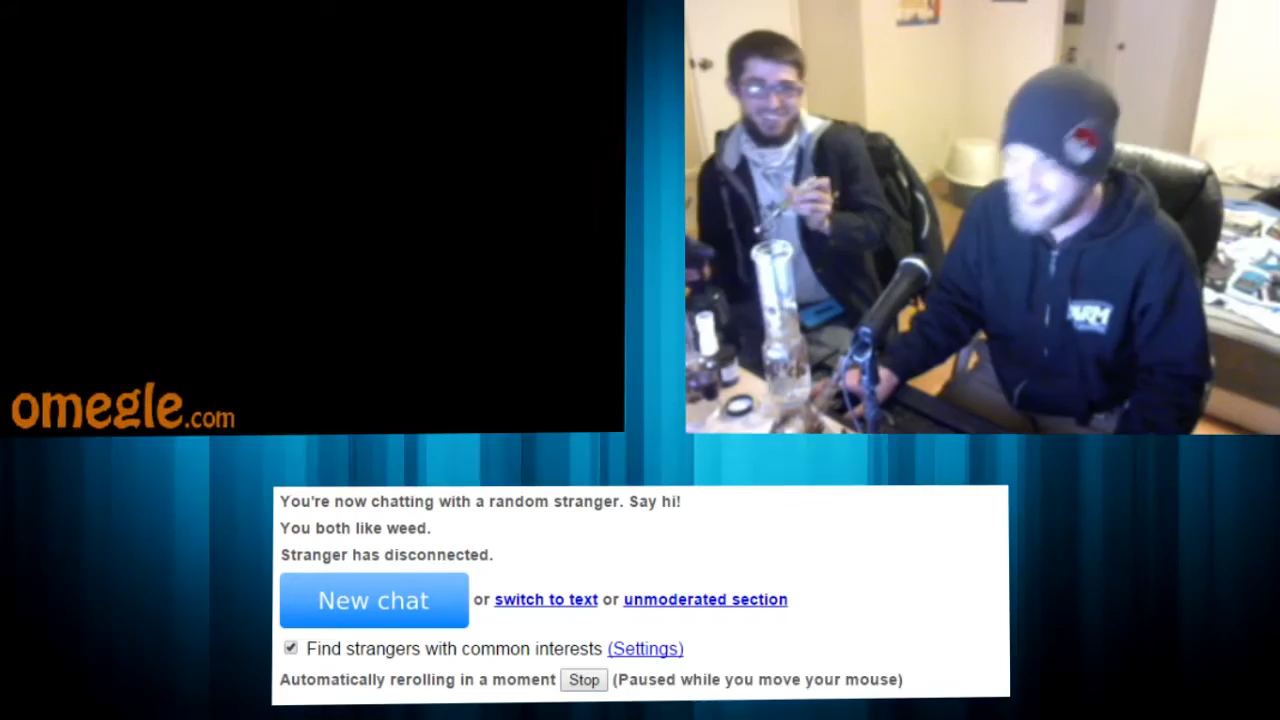 omegle.com
You're now chatting with a random stranger. Say hi!
You both like weed.
Stranger has disconnected.
New chat or switch to text or unmoderated section
Find strangers with common interests (Settings)
Automatically rerolling in a moment Stop (Paused while you move your mouse)